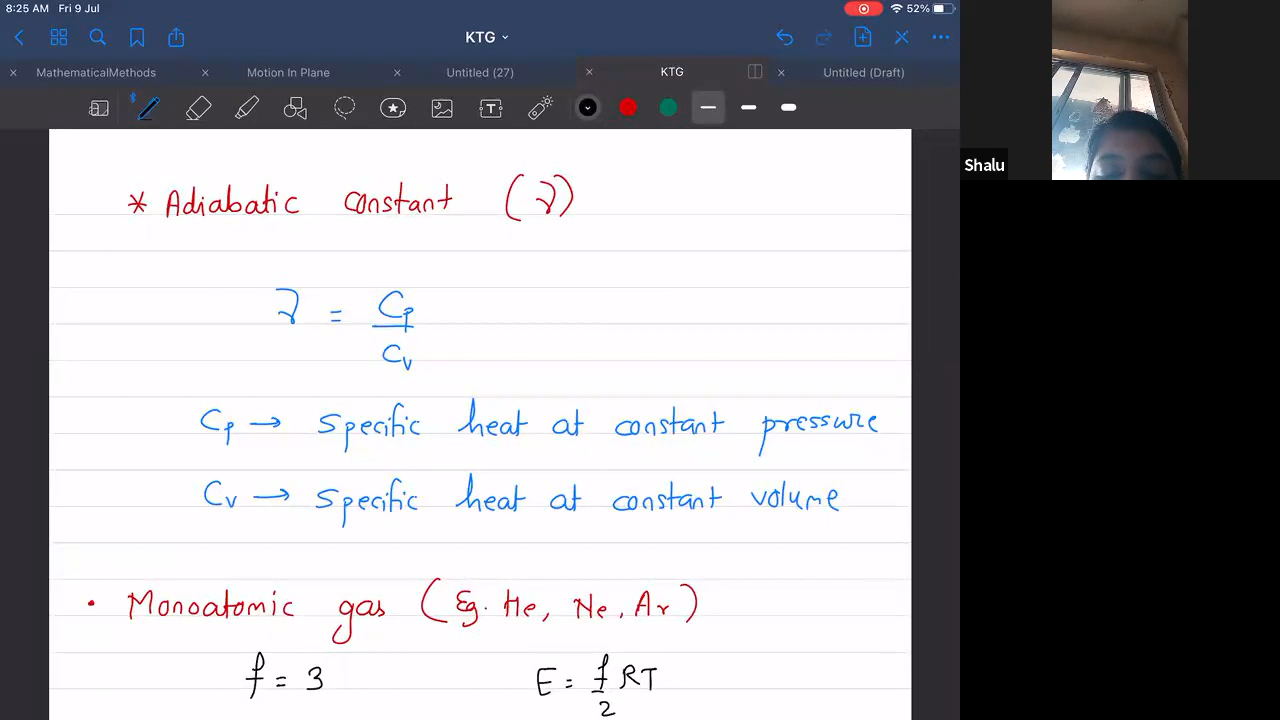 8:25 AM Fri 9 Jul
52%
KTG
MathematicalMethods
Motion In Plane
Untitled (27)
KTG
Untitled (Draft)
Shalu
* Adiabatic constant (γ)
γ = Cp/Cv
Cp → specific heat at constant pressure
Cv → specific heat at constant volume
• Monoatomic gas (Eg. He, Ne, Ar)
f = 3 E = f/2 RT